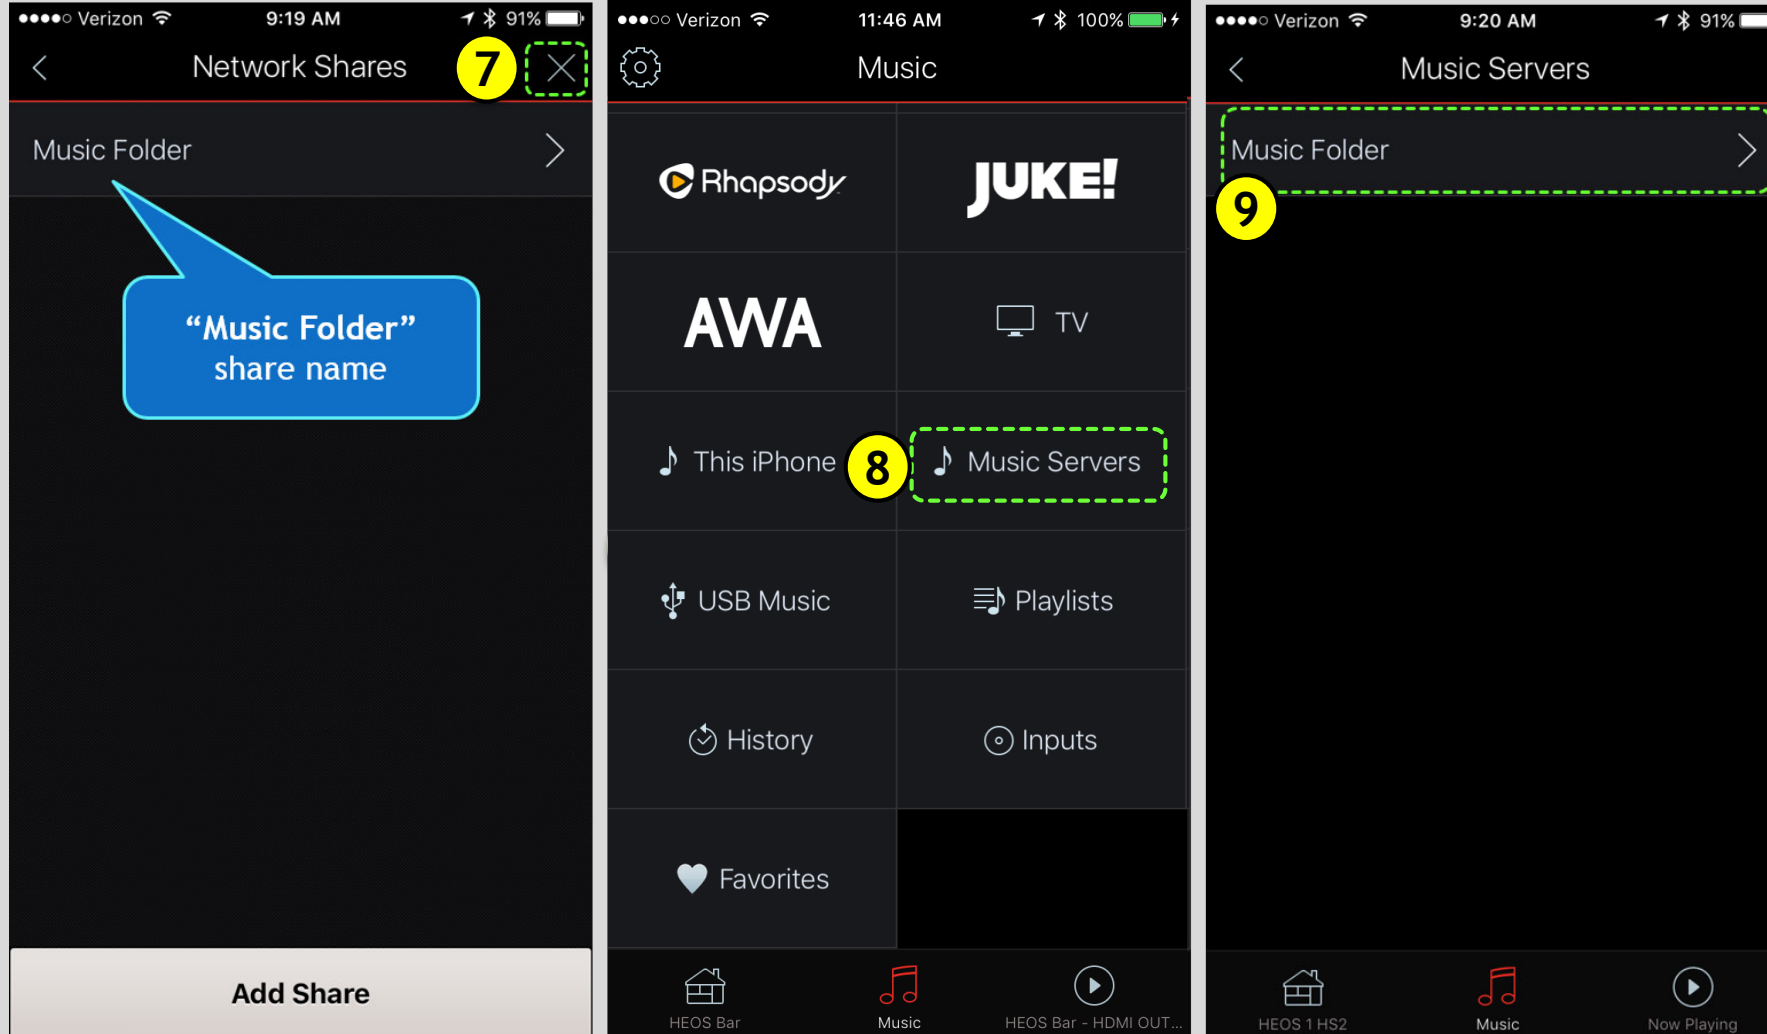 Verizon 9:19 AM 91%
Network Shares
7
Music Folder
“Music Folder”
share name
Add Share
Verizon 11:46 AM 100%
Music
Rhapsody
JUKE!
AWA
TV
This iPhone
8
Music Servers
USB Music
Playlists
History
Inputs
Favorites
HEOS Bar
Music
HEOS Bar - HDMI OUT...
Verizon 9:20 AM 91%
Music Servers
Music Folder
9
HEOS 1 HS2
Music
Now Playing